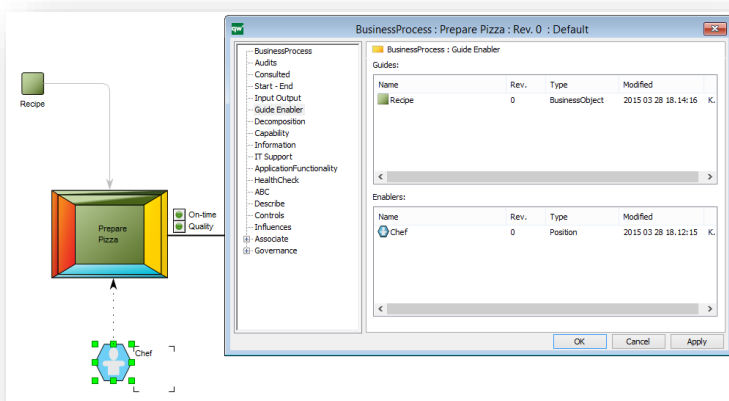 qw
BusinessProcess : Prepare Pizza : Rev. 0 : Default
BusinessProcess
Audits
Consulted
Start - End
Input Output
Guide Enabler
Decomposition
Capability
Information
IT Support
ApplicationFunctionality
HealthCheck
ABC
Describe
Controls
Influences
Associate
Governance
BusinessProcess : Guide Enabler
Guides:
Name Rev. Type Modified
Recipe 0 BusinessObject 2015 03 28 18.14:16 K.
Enablers:
Name Rev. Type Modified
Chef 0 Position 2015 03 28 18.12:15 K.
OK Cancel Apply
Recipe
Prepare
Pizza
On-time
Quality
Chef